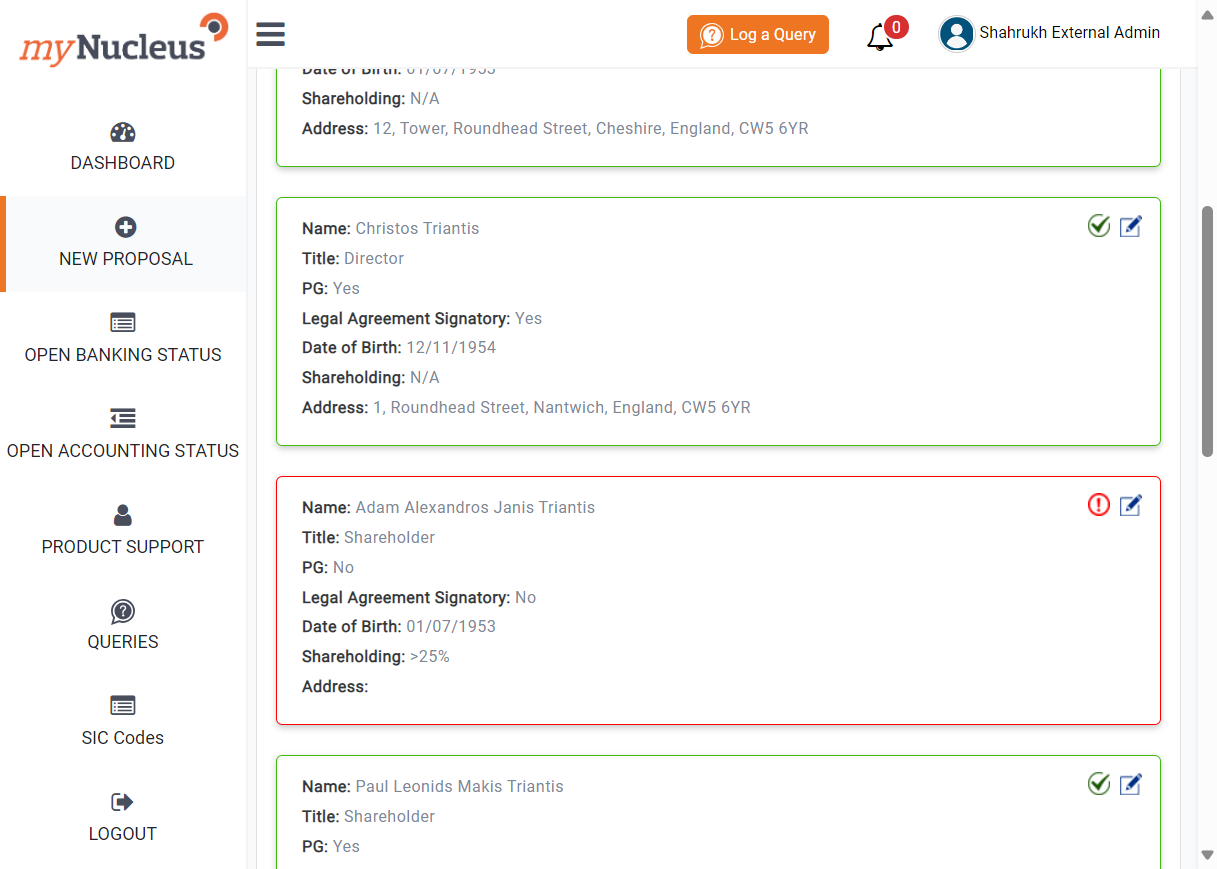 myNucleus
Log a Query
0
Shahrukh External Admin
DASHBOARD
NEW PROPOSAL
OPEN BANKING STATUS
OPEN ACCOUNTING STATUS
PRODUCT SUPPORT
QUERIES
SIC Codes
LOGOUT
Date of Birth: 01/07/1953
Shareholding: N/A
Address: 12, Tower, Roundhead Street, Cheshire, England, CW5 6YR
Name: Christos Triantis
Title: Director
PG: Yes
Legal Agreement Signatory: Yes
Date of Birth: 12/11/1954
Shareholding: N/A
Address: 1, Roundhead Street, Nantwich, England, CW5 6YR
Name: Adam Alexandros Janis Triantis
Title: Shareholder
PG: No
Legal Agreement Signatory: No
Date of Birth: 01/07/1953
Shareholding: >25%
Address:
Name: Paul Leonids Makis Triantis
Title: Shareholder
PG: Yes